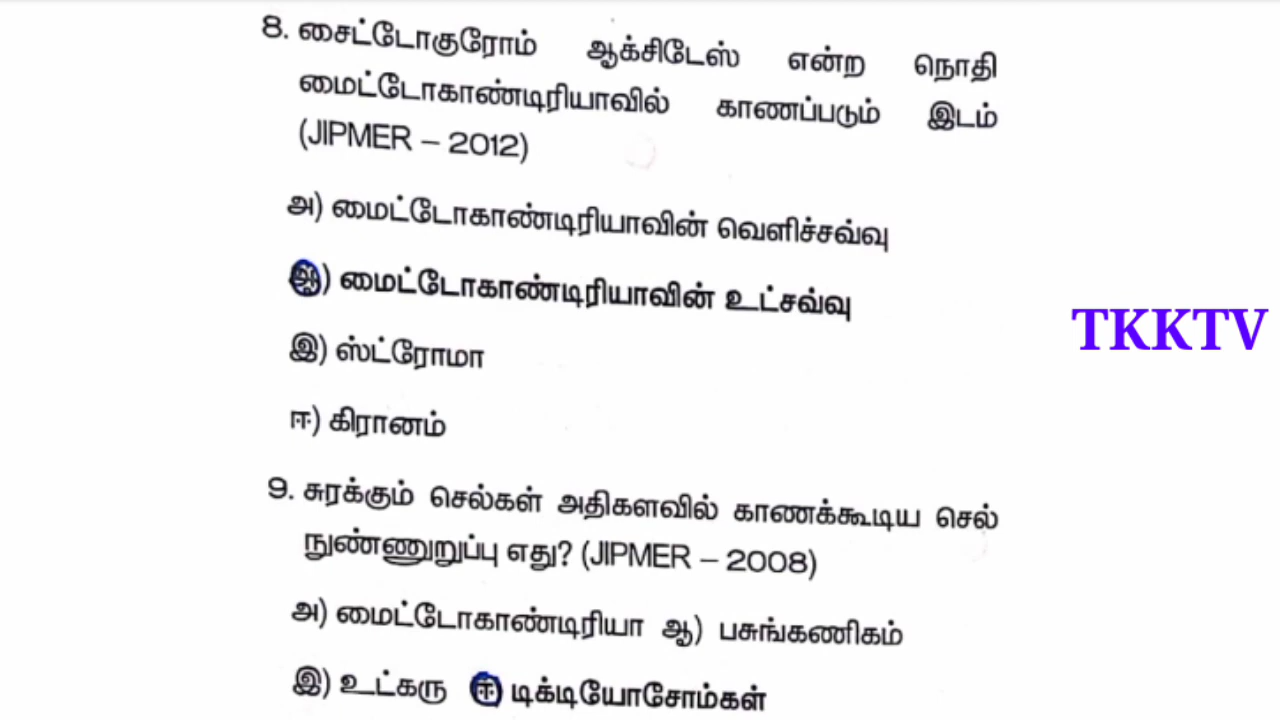 8. சைட்டோகுரோம் ஆக்சிடேஸ் என்ற நொதி
மைட்டோகாண்டிரியாவில் காணப்படும் இடம்
(JIPMER – 2012)
அ) மைட்டோகாண்டிரியாவின் வெளிச்சவ்வு
ஆ) மைட்டோகாண்டிரியாவின் உட்சவ்வு
இ) ஸ்ட்ரோமா
ஈ) கிரானம்
TKKTV
9. சுரக்கும் செல்கள் அதிகளவில் காணக்கூடிய செல்
நுண்ணுறுப்பு எது? (JIPMER – 2008)
அ) மைட்டோகாண்டிரியா ஆ) பசுங்கணிகம்
இ) உட்கரு ஈ) டிக்டியோசோம்கள்